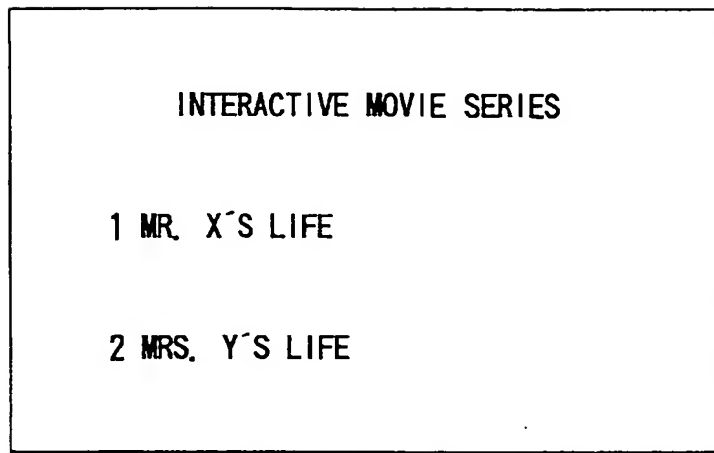 INTERACTIVE MOVIE SERIES
1 MR. X´S LIFE
2 MRS. Y´S LIFE